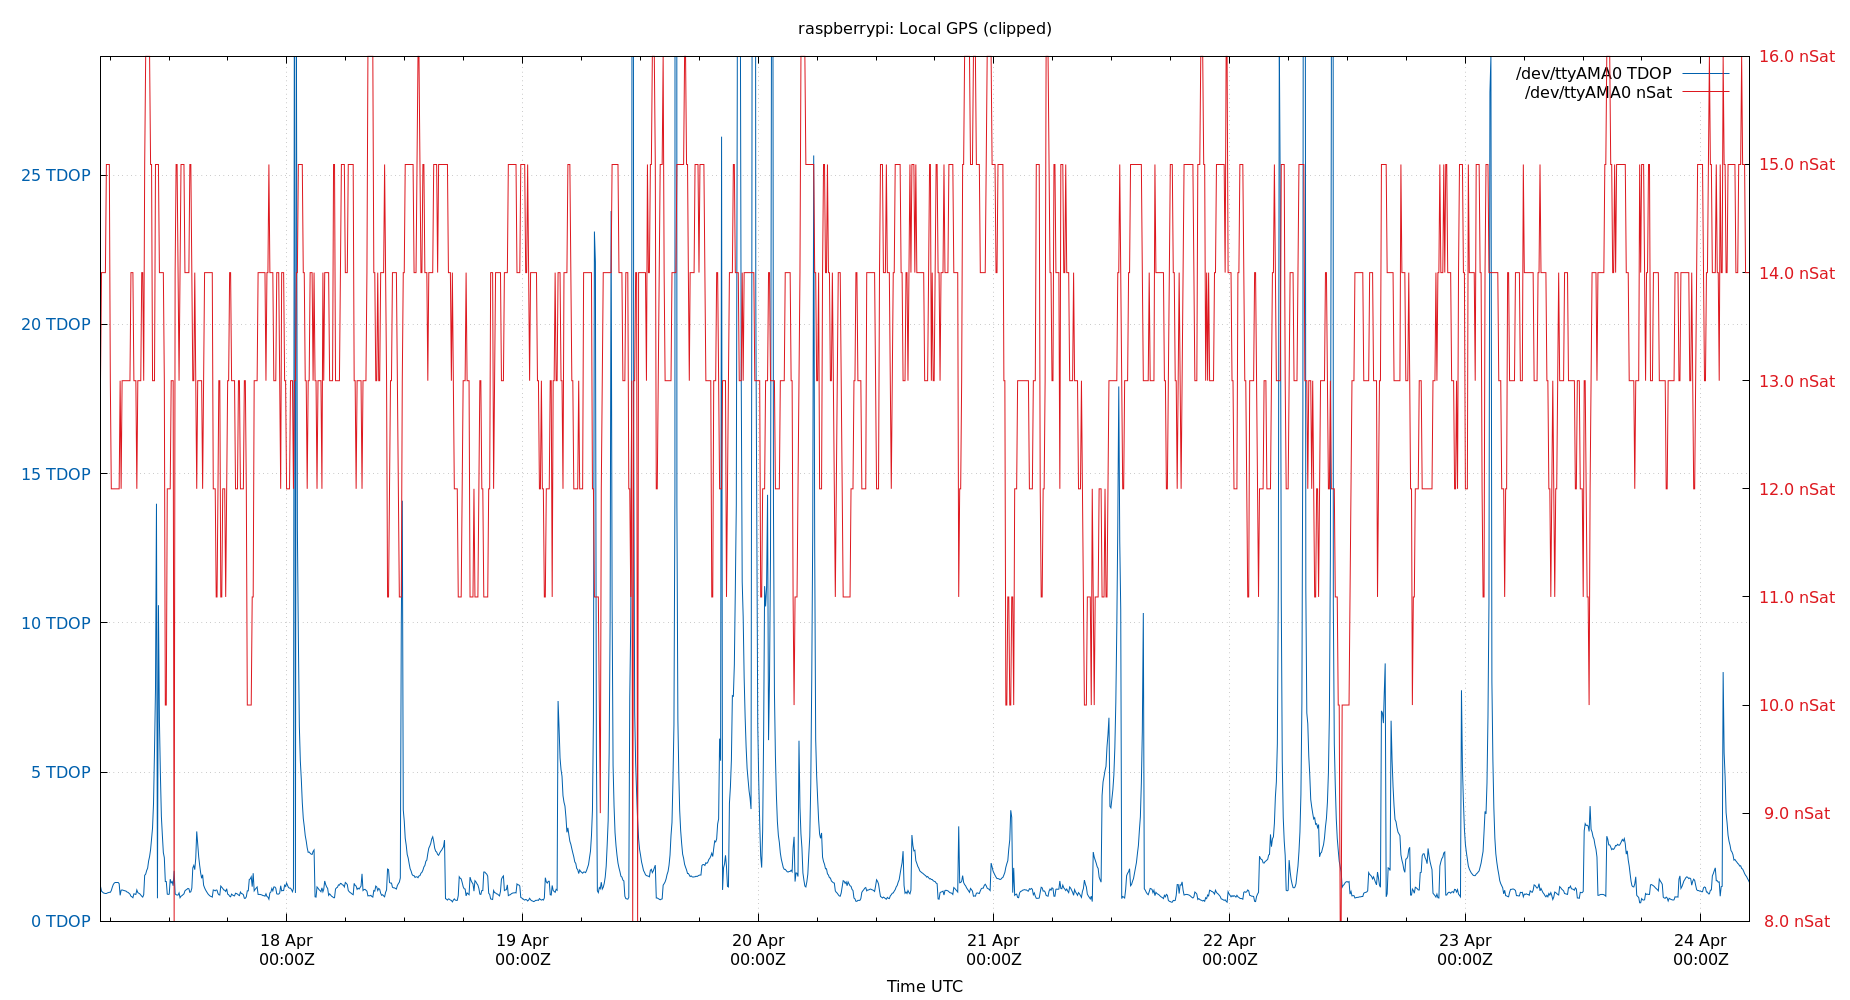 raspberrypi: Local GPS (clipped)
/dev/ttyAMA0 TDOP
/dev/ttyAMA0 nSat
25 TDOP
20 TDOP
15 TDOP
10 TDOP
5 TDOP
0 TDOP
16.0 nSat
15.0 nSat
14.0 nSat
13.0 nSat
12.0 nSat
11.0 nSat
10.0 nSat
9.0 nSat
8.0 nSat
18 Apr
00:00Z
19 Apr
00:00Z
20 Apr
00:00Z
21 Apr
00:00Z
22 Apr
00:00Z
23 Apr
00:00Z
24 Apr
00:00Z
Time UTC